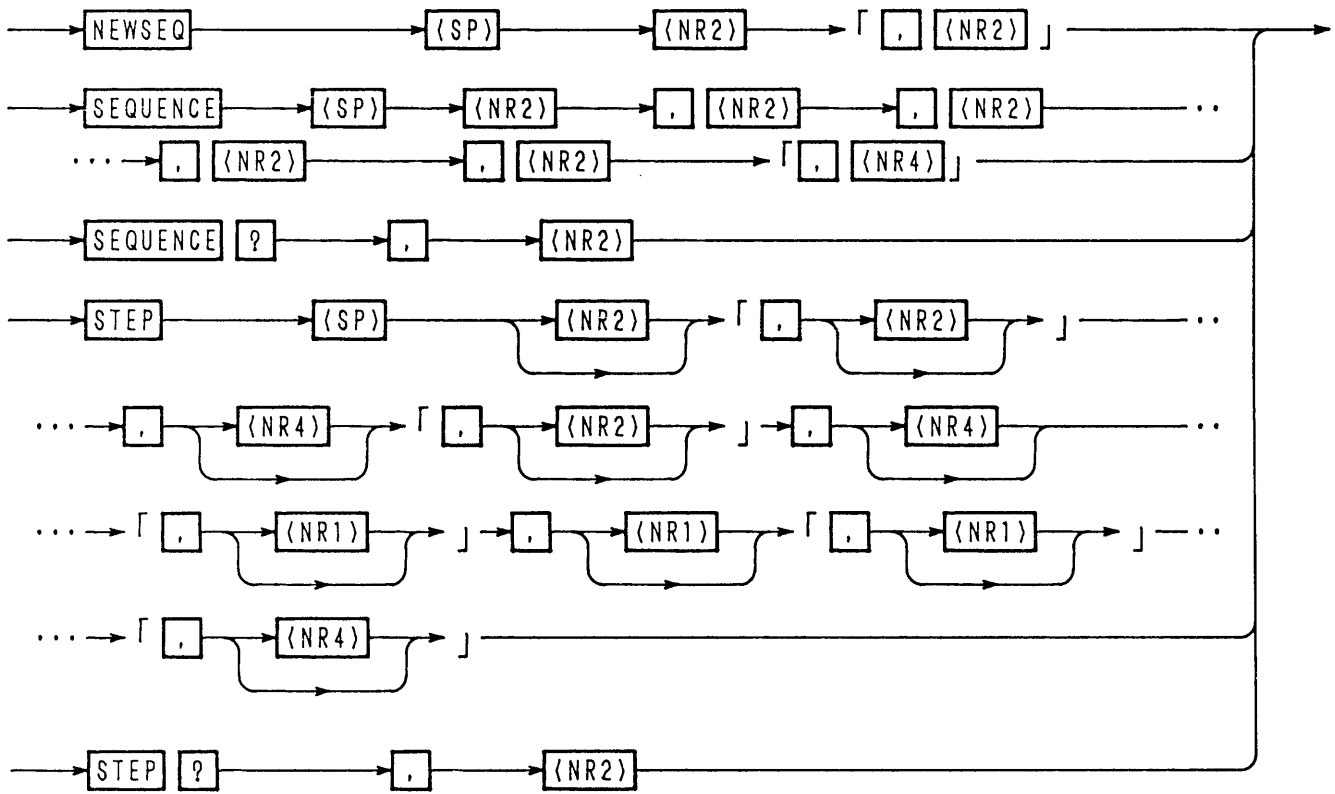 NEWSEQ ⟨SP⟩ ⟨NR2⟩ 「 , ⟨NR2⟩ 」
SEQUENCE ⟨SP⟩ ⟨NR2⟩ , ⟨NR2⟩ , ⟨NR2⟩ ··
··· , ⟨NR2⟩ , ⟨NR2⟩ 「 , ⟨NR4⟩ 」
SEQUENCE ? , ⟨NR2⟩
STEP ⟨SP⟩ ⟨NR2⟩ 「 , ⟨NR2⟩ 」 ··
··· , ⟨NR4⟩ 「 , ⟨NR2⟩ 」 , ⟨NR4⟩ ··
··· 「 , ⟨NR1⟩ 」 , ⟨NR1⟩ 「 , ⟨NR1⟩ 」 ··
··· 「 , ⟨NR4⟩ 」
STEP ? , ⟨NR2⟩